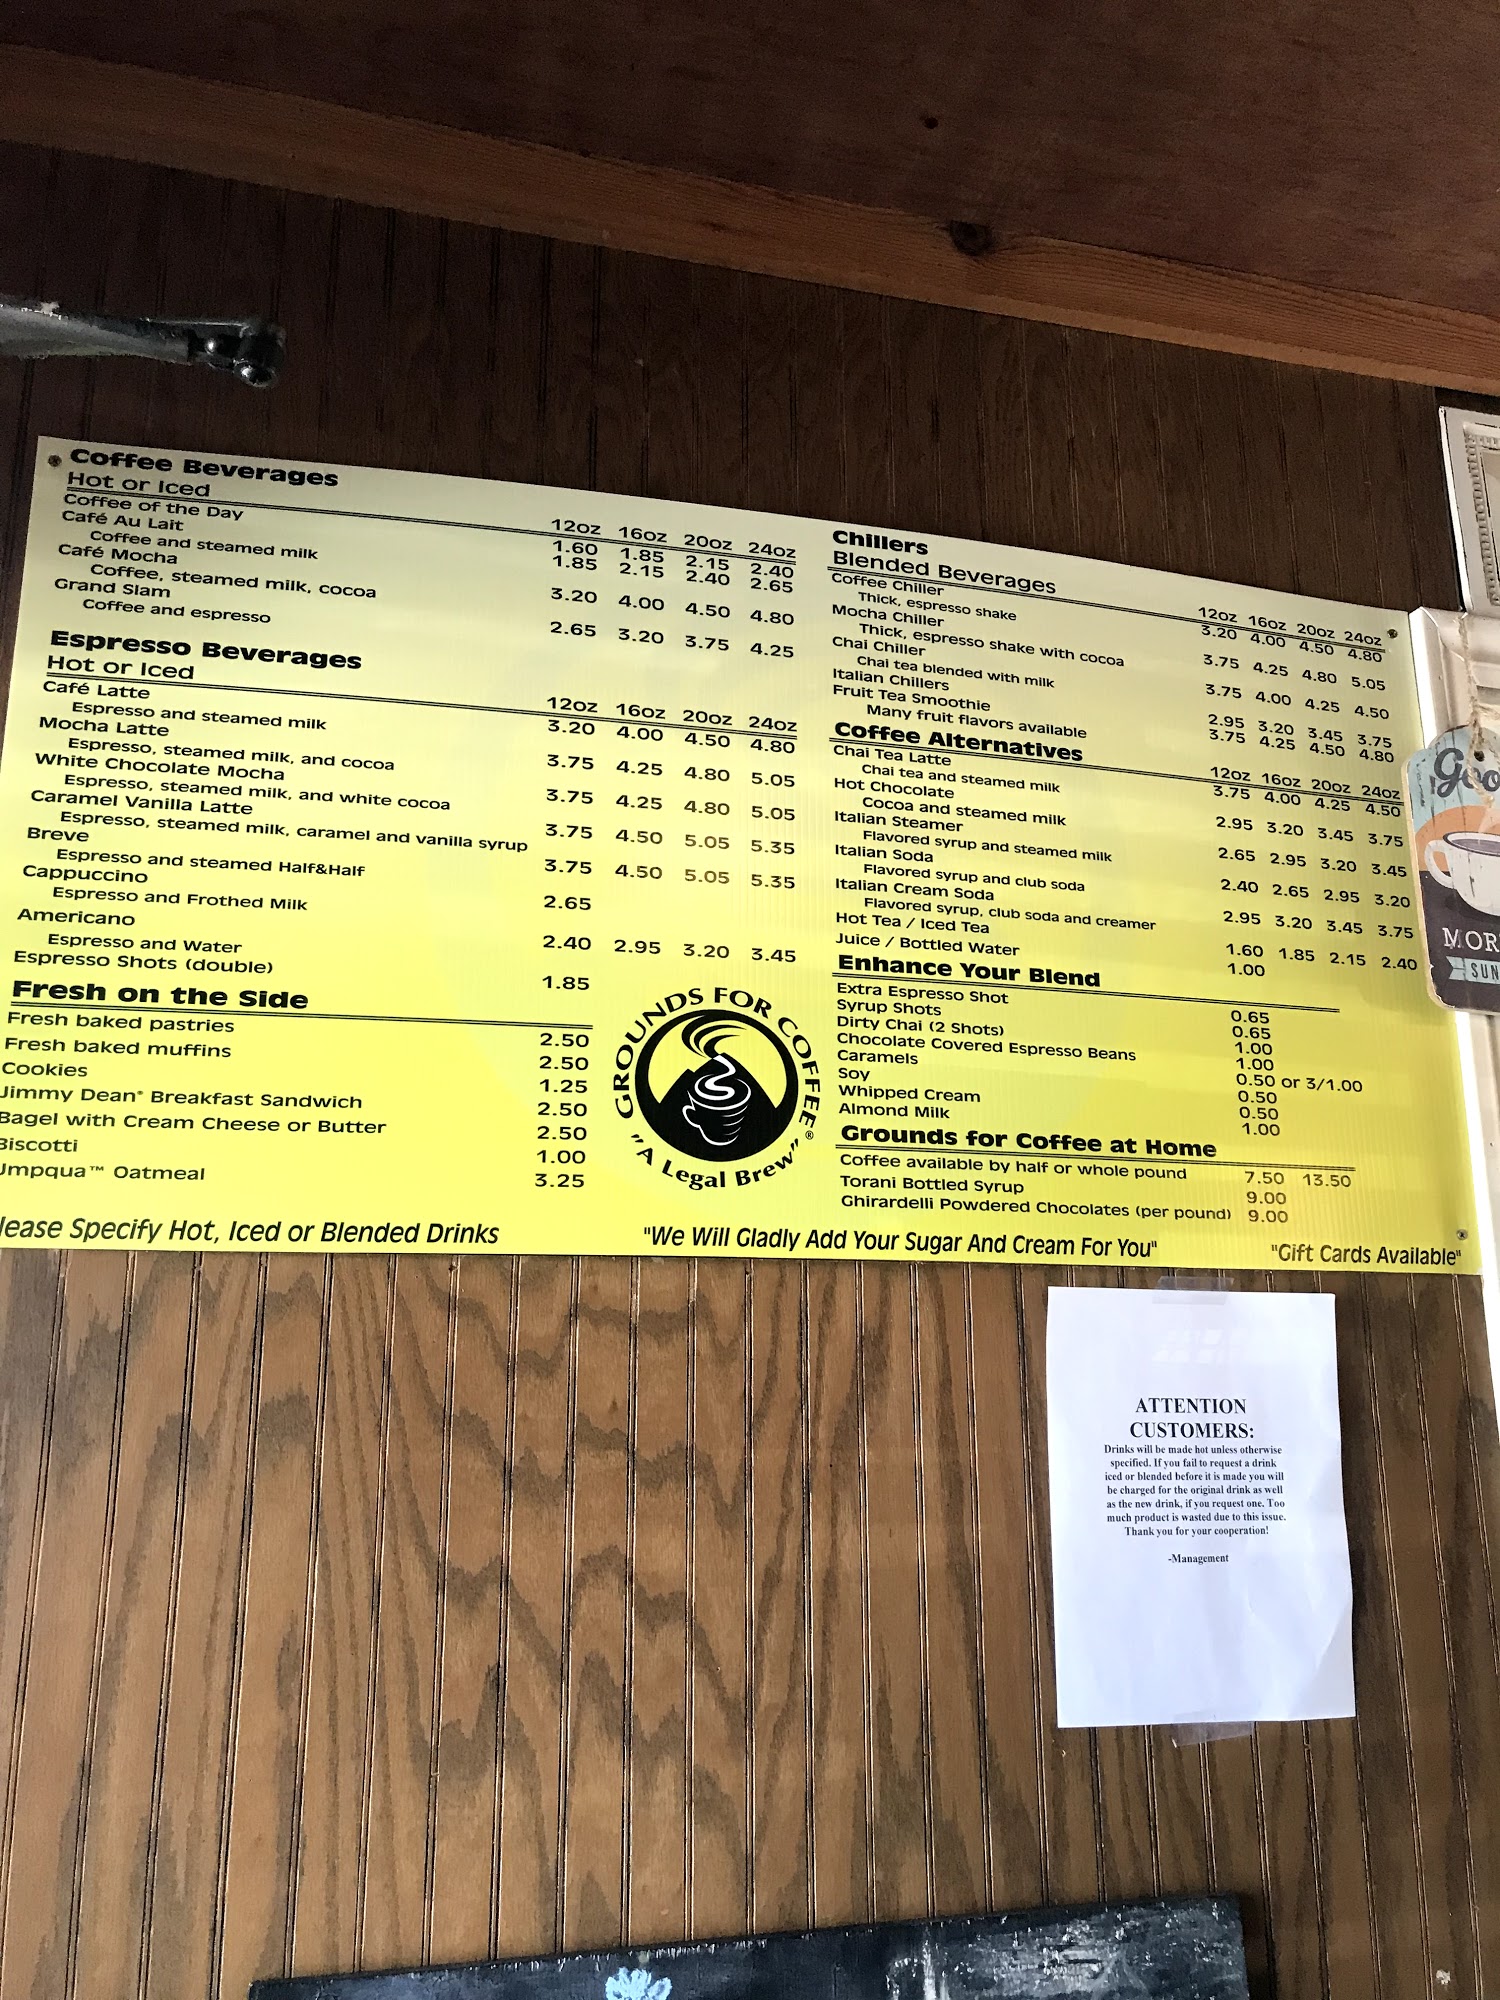 Coffee Beverages
Hot or Iced
12oz 16oz 20oz 24oz
Coffee of the Day 1.60 1.85 2.15 2.40
Café Au Lait 1.85 2.15 2.40 2.65
Coffee and steamed milk
Café Mocha 3.20 4.00 4.50 4.80
Coffee, steamed milk, cocoa
Grand Slam 2.65 3.20 3.75 4.25
Coffee and espresso
Espresso Beverages
Hot or Iced
12oz 16oz 20oz 24oz
Café Latte 3.20 4.00 4.50 4.80
Espresso and steamed milk
Mocha Latte 3.75 4.25 4.80 5.05
Espresso, steamed milk, and cocoa
White Chocolate Mocha 3.75 4.25 4.80 5.05
Espresso, steamed milk, and white cocoa
Caramel Vanilla Latte 3.75 4.50 5.05 5.35
Espresso, steamed milk, caramel and vanilla syrup
Breve 3.75 4.50 5.05 5.35
Espresso and steamed Half&Half
Cappuccino 2.65
Espresso and Frothed Milk
Americano 2.40 2.95 3.20 3.45
Espresso and Water
Espresso Shots (double) 1.85
Fresh on the Side
Fresh baked pastries 2.50
Fresh baked muffins 2.50
Cookies 1.25
Jimmy Dean® Breakfast Sandwich 2.50
Bagel with Cream Cheese or Butter 2.50
Biscotti 1.00
Umpqua™ Oatmeal 3.25
GROUNDS FOR COFFEE®
"A Legal Brew"
Chillers
Blended Beverages
12oz 16oz 20oz 24oz
Coffee Chiller 3.20 4.00 4.50 4.80
Thick, espresso shake
Mocha Chiller 3.75 4.25 4.80 5.05
Thick, espresso shake with cocoa
Chai Chiller 3.75 4.00 4.25 4.50
Chai tea blended with milk
Italian Chillers 2.95 3.20 3.45 3.75
Fruit Tea Smoothie 3.75 4.25 4.50 4.80
Many fruit flavors available
Coffee Alternatives
12oz 16oz 20oz 24oz
Chai Tea Latte 3.75 4.00 4.25 4.50
Chai tea and steamed milk
Hot Chocolate 2.95 3.20 3.45 3.75
Cocoa and steamed milk
Italian Steamer 2.65 2.95 3.20 3.45
Flavored syrup and steamed milk
Italian Soda 2.40 2.65 2.95 3.20
Flavored syrup and club soda
Italian Cream Soda 2.95 3.20 3.45 3.75
Flavored syrup, club soda and creamer
Hot Tea / Iced Tea 1.60 1.85 2.15 2.40
Juice / Bottled Water 1.00
Enhance Your Blend
Extra Espresso Shot 0.65
Syrup Shots 0.65
Dirty Chai (2 Shots) 1.00
Chocolate Covered Espresso Beans 1.00
Caramels 0.50 or 3/1.00
Soy 0.50
Whipped Cream 0.50
Almond Milk 1.00
Grounds for Coffee at Home
Coffee available by half or whole pound 7.50 13.50
Torani Bottled Syrup 9.00
Ghirardelli Powdered Chocolates (per pound) 9.00
lease Specify Hot, Iced or Blended Drinks
"We Will Gladly Add Your Sugar And Cream For You"
"Gift Cards Available"
Goo
MOR
SUN
ATTENTION
CUSTOMERS:
Drinks will be made hot unless otherwise
specified. If you fail to request a drink
iced or blended before it is made you will
be charged for the original drink as well
as the new drink, if you request one. Too
much product is wasted due to this issue.
Thank you for your cooperation!
-Management